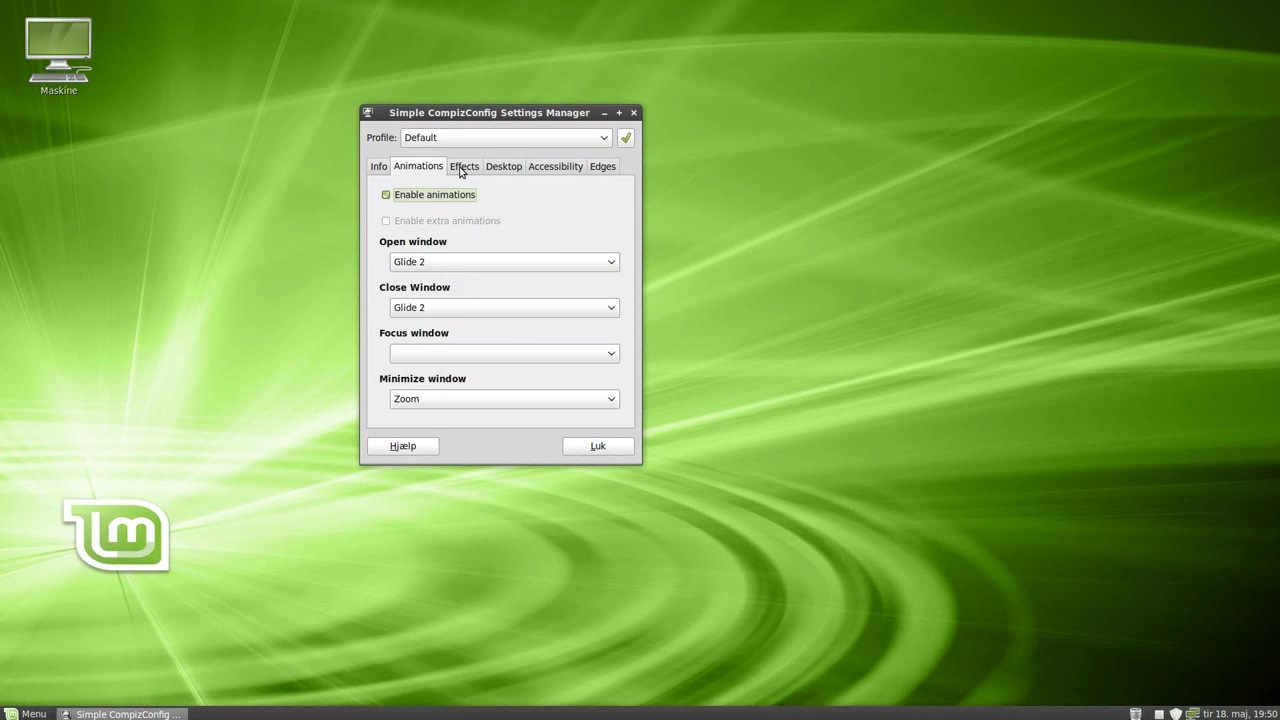 Maskine
Simple CompizConfig Settings Manager
Profile: Default
Info Animations Effects Desktop Accessibility Edges
Enable animations
Enable extra animations
Open window
Glide 2
Close Window
Glide 2
Focus window
Minimize window
Zoom
Hjælp Luk
lm
Menu Simple CompizConfig ... tir 18. maj, 19:50